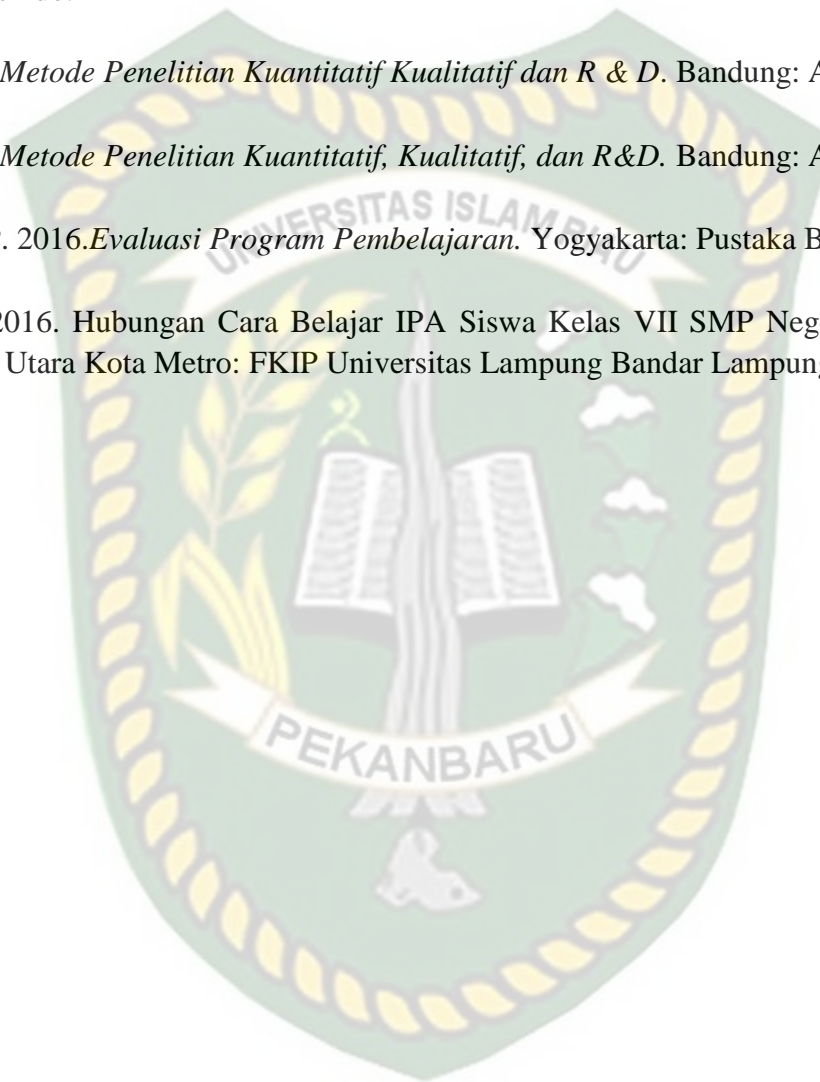 Metode Penelitian Kuantitatif Kualitatif dan R & D. Bandung:
Metode Penelitian Kuantitatif, Kualitatif, dan R&D. Bandung:
. 2016.Evaluasi Program Pembelajaran. Yogyakarta: Pustaka
2016. Hubungan Cara Belajar IPA Siswa Kelas VII SMP
Utara Kota Metro: FKIP Universitas Lampung Bandar Lampung
UNIVERSITAS ISLAM RIAU
PEKANBARU